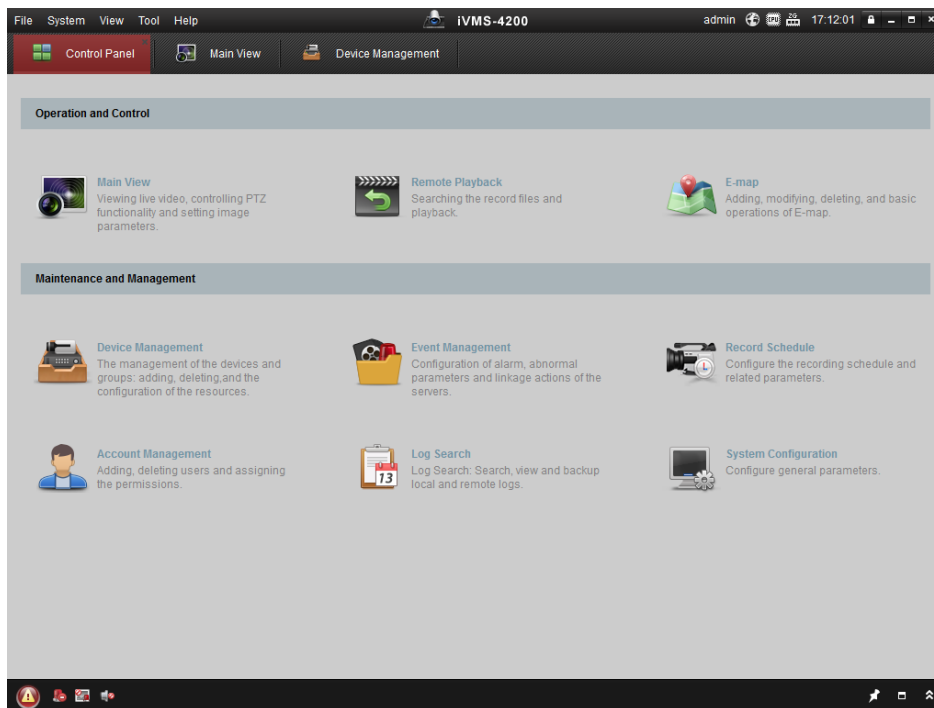 File System View Tool Help iVMS-4200 admin 17:12:01
Control Panel Main View Device Management
Operation and Control
Main View
Viewing live video, controlling PTZ
functionality and setting image
parameters.
Remote Playback
Searching the record files and
playback.
E-map
Adding, modifying, deleting, and basic
operations of E-map.
Maintenance and Management
Device Management
The management of the devices and
groups: adding, deleting,and the
configuration of the resources.
Event Management
Configuration of alarm, abnormal
parameters and linkage actions of the
servers.
Record Schedule
Configure the recording schedule and
related parameters.
Account Management
Adding, deleting users and assigning
the permissions.
13
Log Search
Log Search: Search, view and backup
local and remote logs.
System Configuration
Configure general parameters.